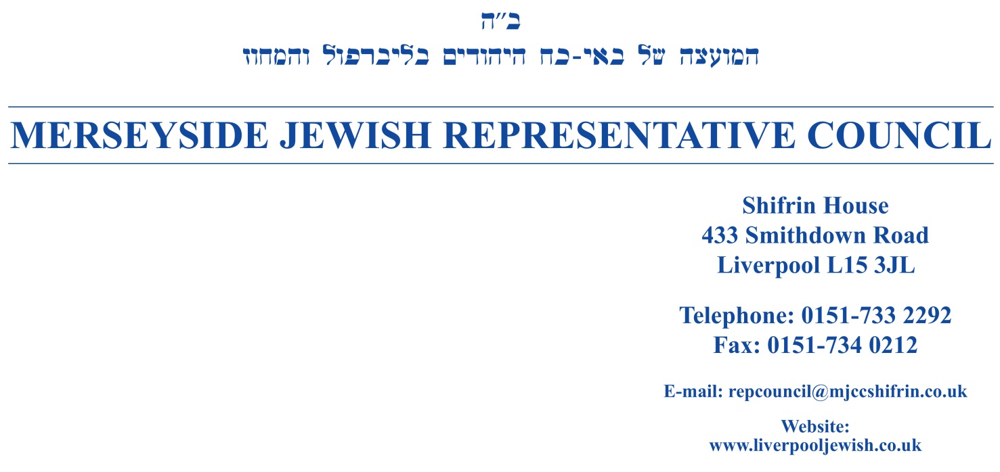 ב״ה
המועצה של באי-כח היהודים בליברפול והמחוז
MERSEYSIDE JEWISH REPRESENTATIVE COUNCIL
Shifrin House
433 Smithdown Road
Liverpool L15 3JL
Telephone: 0151-733 2292
Fax: 0151-734 0212
E-mail: repcouncil@mjccshifrin.co.uk
Website:
www.liverpooljewish.co.uk